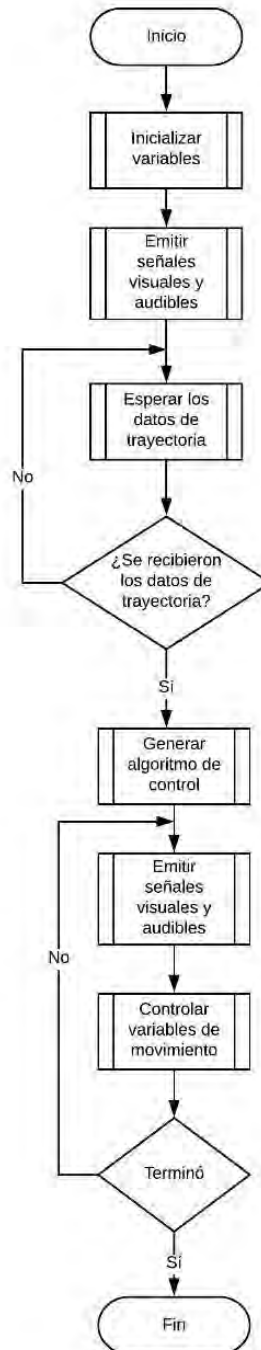 Início
Inicializar
variables
Emitir
señales
visuales y
audibles
Esperar los
datos de
trayectoria
No
¿Se recibieron
los datos de
trayectoria?
Sí
Generar
algoritmo de
control
Emitir
señales
visuales y
audibles
No
Controlar
variables de
movimiento
Terminó
Sí
Fin